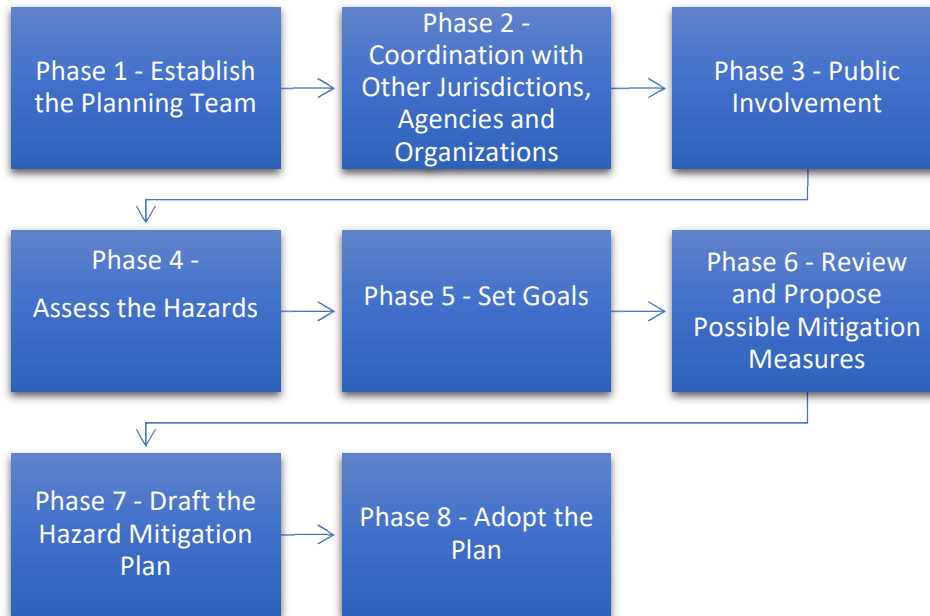 Phase 1 - Establish
the Planning Team
Phase 2 -
Coordination with
Other Jurisdictions,
Agencies and
Organizations
Phase 3 - Public
Involvement
Phase 4 -
Assess the Hazards
Phase 5 - Set Goals
Phase 6 - Review
and Propose
Possible Mitigation
Measures
Phase 7 - Draft the
Hazard Mitigation
Plan
Phase 8 - Adopt the
Plan